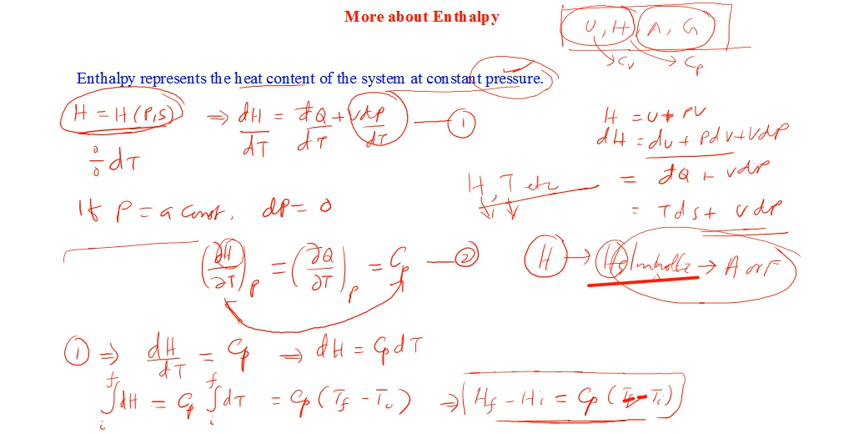 More about Enthalpy
U, H, A, G
→ Cv → Cp
Enthalpy represents the heat content of the system at constant pressure.
H = H(P,S) ⇒ dH/dT = đQ/dT + Vdp/dT — ①
÷ dT
H = U + PV
dH = du + Pdv + Vdp
= đQ + Vdp
= Tds + Vdp
H, T etc
If P = a const, dp = 0
(∂H/∂T)p = (∂Q/∂T)p = Cp — ②
H → Helmholtz → A or F
① ⇒ dH/dT = Cp ⇒ dH = Cp dT
∫ᵢᶠ dH = Cp ∫ᵢᶠ dT = Cp (Tf - Ti) ⇒ Hf - Hi = Cp (Tf - Ti)